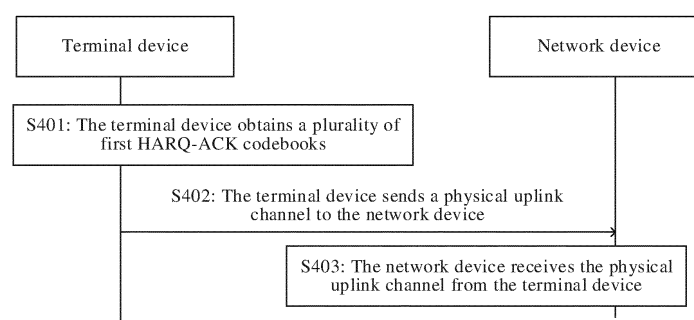 Terminal device
Network device
S401: The terminal device obtains a plurality of
first HARQ-ACK codebooks
S402: The terminal device sends a physical uplink
channel to the network device
S403: The network device receives the physical
uplink channel from the terminal device